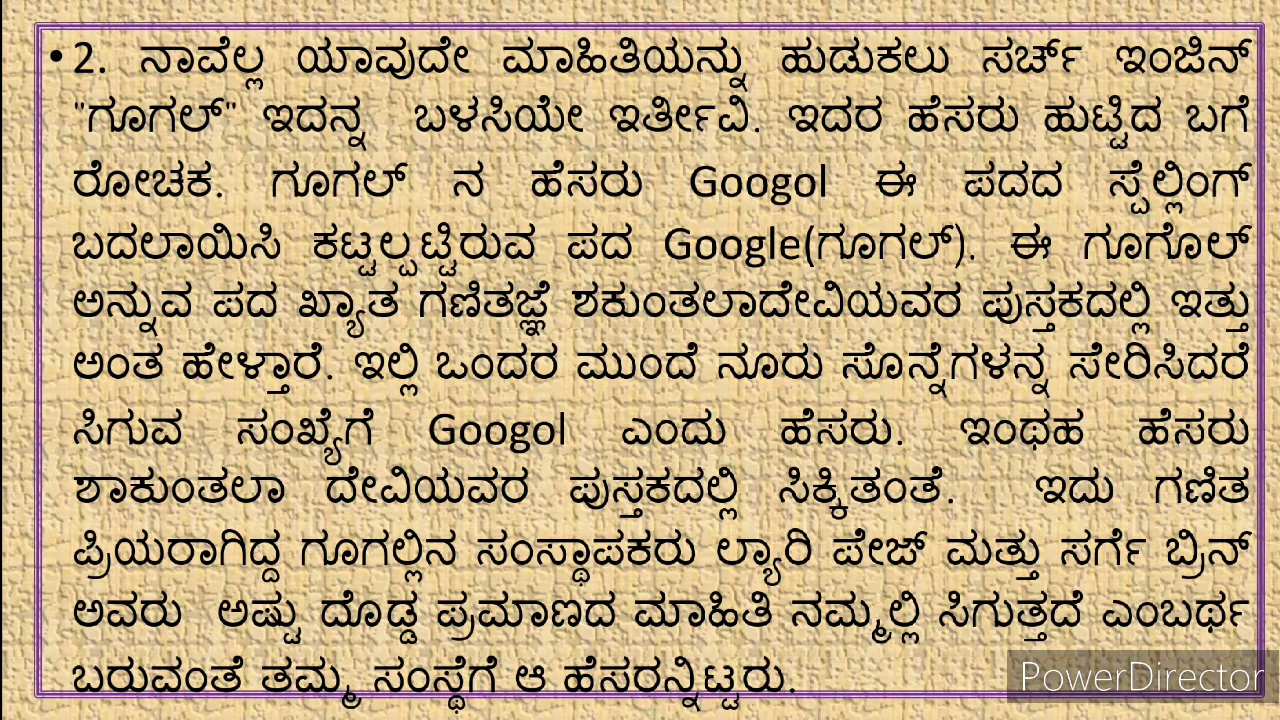 • 2. ನಾವೆಲ್ಲ ಯಾವುದೇ ಮಾಹಿತಿಯನ್ನು ಹುಡುಕಲು ಸರ್ಚ್ ಇಂಜಿನ್
"ಗೂಗಲ್" ಇದನ್ನ ಬಳಸಿಯೇ ಇರ್ತೀವಿ. ಇದರ ಹೆಸರು ಹುಟ್ಟಿದ ಬಗೆ
ರೋಚಕ. ಗೂಗಲ್ ನ ಹೆಸರು Googol ಈ ಪದದ ಸ್ಪೆಲ್ಲಿಂಗ್
ಬದಲಾಯಿಸಿ ಕಟ್ಟಲ್ಪಟ್ಟಿರುವ ಪದ Google(ಗೂಗಲ್). ಈ ಗೂಗೊಲ್
ಅನ್ನುವ ಪದ ಖ್ಯಾತ ಗಣಿತಜ್ಞೆ ಶಕುಂತಲಾದೇವಿಯವರ ಪುಸ್ತಕದಲ್ಲಿ ಇತ್ತು
ಅಂತ ಹೇಳ್ತಾರೆ. ಇಲ್ಲಿ ಒಂದರ ಮುಂದೆ ನೂರು ಸೊನ್ನೆಗಳನ್ನ ಸೇರಿಸಿದರೆ
ಸಿಗುವ ಸಂಖ್ಯೆಗೆ Googol ಎಂದು ಹೆಸರು. ಇಂಥಹ ಹೆಸರು
ಶಾಕುಂತಲಾ ದೇವಿಯವರ ಪುಸ್ತಕದಲ್ಲಿ ಸಿಕ್ಕಿತಂತೆ. ಇದು ಗಣಿತ
ಪ್ರಿಯರಾಗಿದ್ದ ಗೂಗಲ್ಲಿನ ಸಂಸ್ಥಾಪಕರು ಲ್ಯಾರಿ ಪೇಜ್ ಮತ್ತು ಸರ್ಗೆ ಬ್ರಿನ್
ಅವರು ಅಷ್ಟು ದೊಡ್ಡ ಪ್ರಮಾಣದ ಮಾಹಿತಿ ನಮ್ಮಲ್ಲಿ ಸಿಗುತ್ತದೆ ಎಂಬರ್ಥ
ಬರುವಂತೆ ತಮ್ಮ ಸಂಸ್ಥೆಗೆ ಆ ಹೆಸರನ್ನಿಟ್ಟರು.
PowerDirector